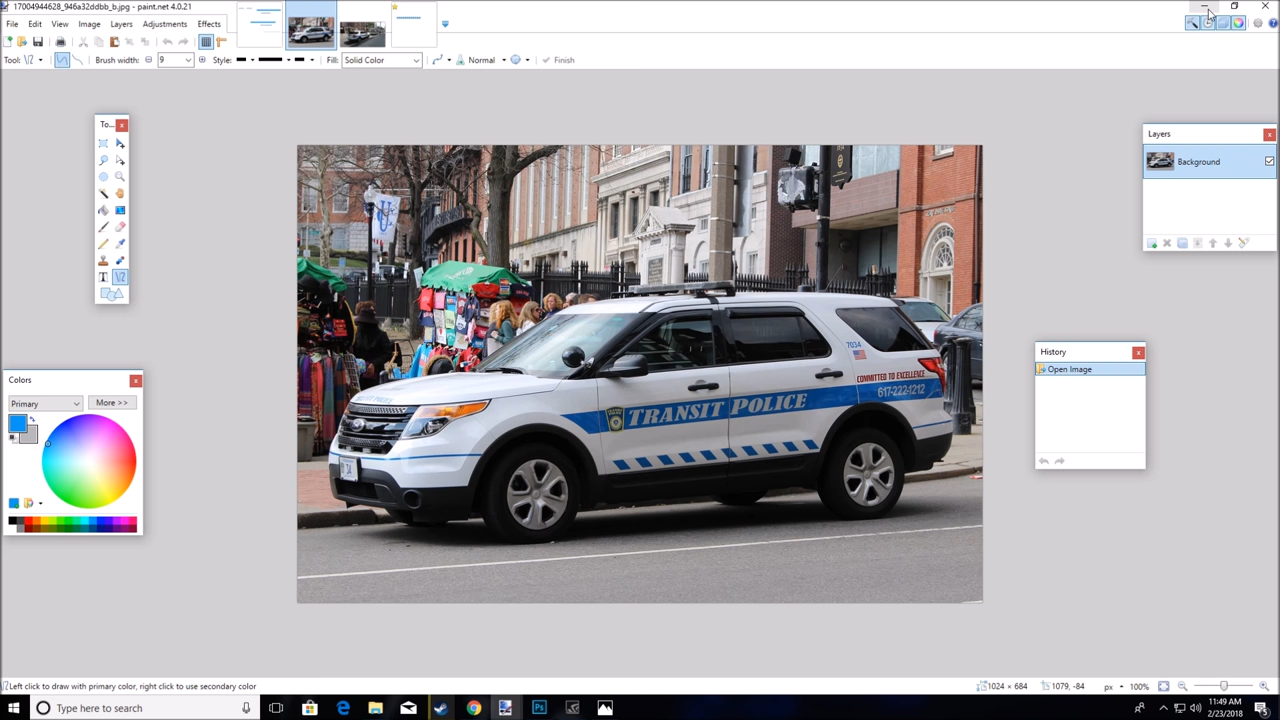 17004944628_946a32ddbb_b.jpg - paint.net 4.0.21
File Edit View Image Layers Adjustments Effects
Tool: Brush width: 9 Style: Fill: Solid Color Normal Finish
To...
Layers
Background
History
Open Image
Colors
Primary More >>
7034
COMMITTED TO EXCELLENCE
617-222-1212
TRANSIT POLICE
34
Left click to draw with primary color, right click to use secondary color 1024 × 684 1079, -84 px 100%
Type here to search
11:49 AM
2/23/2018